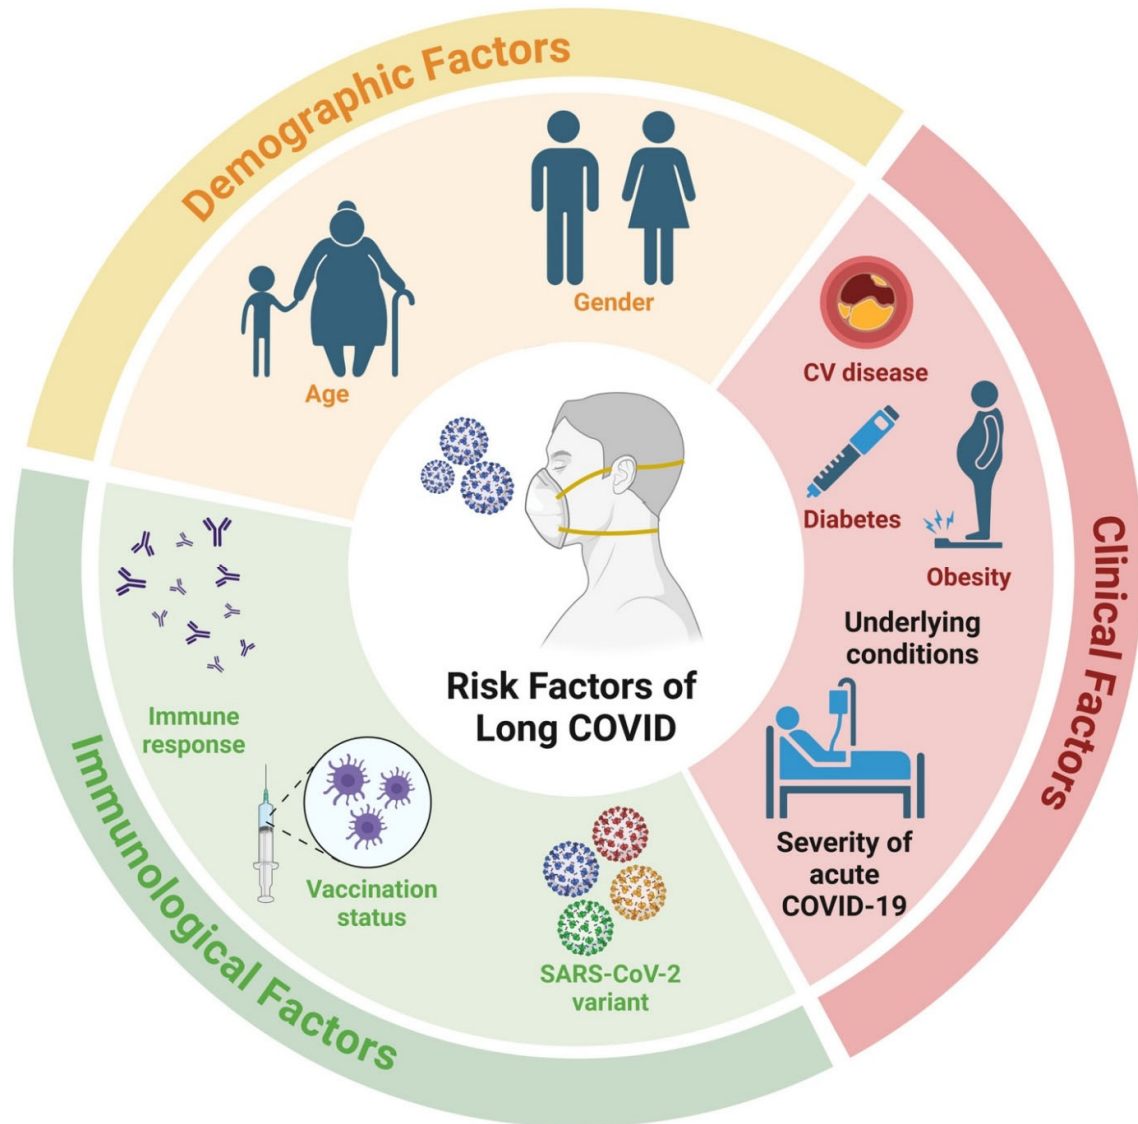 Demographic Factors
Gender
Age
CV disease
Diabetes
Obesity
Underlying
conditions
Severity of
acute
COVID-19
Clinical Factors
Risk Factors of
Long COVID
Immune
response
Vaccination
status
SARS-CoV-2
variant
Immunological Factors